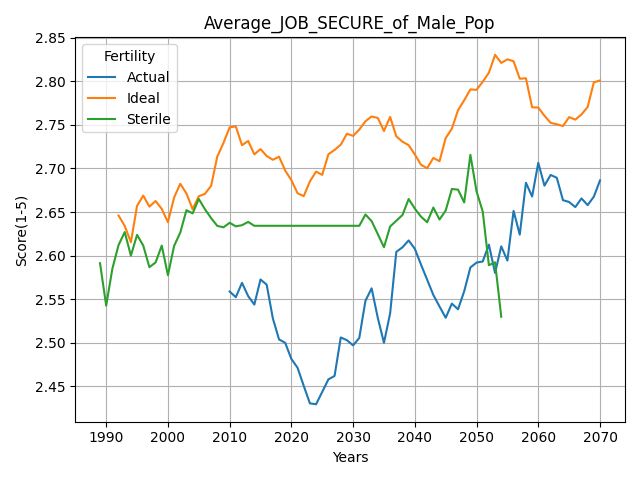 Average_JOB_SECURE_of_Male_Pop
Fertility
Actual
Ideal
Sterile
Score(1-5)
2.85
2.80
2.75
2.70
2.65
2.60
2.55
2.50
2.45
1990 2000 2010 2020 2030 2040 2050 2060 2070
Years